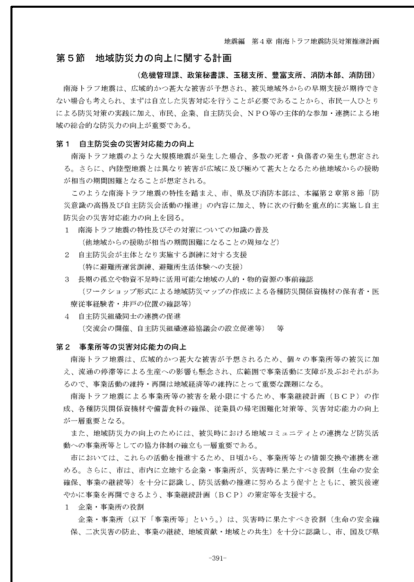 地震編　第４章 南海トラフ地震防災対策推進計画
第５節　地域防災力の向上に関する計画
（危機管理課、政策秘書課、玉穂支所、豊富支所、消防本部、消防団）
南海トラフ地震は、広域的かつ甚大な被害が予想され、被災地域外からの早期支援が期待でき
ない場合も考えられ、まずは自立した災害対応を行うことが必要であることから、市民一人ひとり
による防災対策の実践に加え、市民、企業、自主防災会、ＮＰＯ等の主体的な参加・連携による地
域の総合的な防災力の向上が重要である。
第１　自主防災会の災害対応能力の向上
南海トラフのような大規模地震が発生した場合、多数の死者・負傷者の発生も想定され
る。さらに、内陸型地震とは異なり被害が広域に及び極めて甚大となるため他地域からの援助
が相当の期間困難となることが想定される。
このような南海トラフ地震の特性を踏まえ、市、県及び消防本部は、本編第２章第８節「防
災意識の高揚及び自主防災会活動の推進」の内容に加え、特に次の行動を重点的に実施し自主
防災会の災害対応能力の向上を図る。
１　南海トラフ地震の特性及びその対策についての知識の普及
（他地域からの援助が相当の期間困難になることの周知など）
２　自主防災会が主体となり実施する訓練に対する支援
（特に避難所運営訓練、避難所生活体験への支援）
３　長期の孤立や物資不足時に活用可能な地域の人的・物的資源の事前確認
（ワークショップ形式による地域防災マップの作成による各種防災関係資機材の保有者・医
療従事経験者・井戸の位置の確認等）
４　自主防災組織同士の連携の促進
（交流会の開催、自主防災組織連絡協議会の設立促進等）　等
第２　事業所等の災害対応能力の向上
南海トラフ地震は、広域的かつ甚大な被害が予想されるため、個々の事業所等の被災に加
え、流通の停滞等による生産への影響も懸念され、広範囲で事業活動に支障が及ぶおそれがあ
るので、事業活動の維持・再開は地域経済等の維持にとって重要な課題になる。
南海トラフ地震による事業所等の被害を最小限にするため、事業継続計画（ＢＣＰ）の作
成、各種防災関係資機材や備蓄食料の確保、従業員の帰宅困難化対策等、災害対応能力の向上
が一層重要となる。
また、地域防災力の向上のためには、被災時における地域コミュニティとの連携など防災活
動への事業所等としての協力体制の確立も一層重要である。
市においては、これらの活動を推進するため、日頃から、事業所等との情報交換や連携を進
める。さらに、市は、市内に立地する企業・事業所が、災害時に果たすべき役割（生命の安全
確保、事業の継続等）を十分に認識し、防災活動の推進に努めるよう促すとともに、被災後速
やかに事業を再開できるよう、事業継続計画（ＢＣＰ）の策定等を支援する。
１　企業・事業所の役割
企業・事業所（以下「事業所等」という。）は、災害時に果たすべき役割（生命の安全確
保、二次災害の防止、事業の継続、地域貢献・地域との共生）を十分に認識し、市、国及び県
-391-